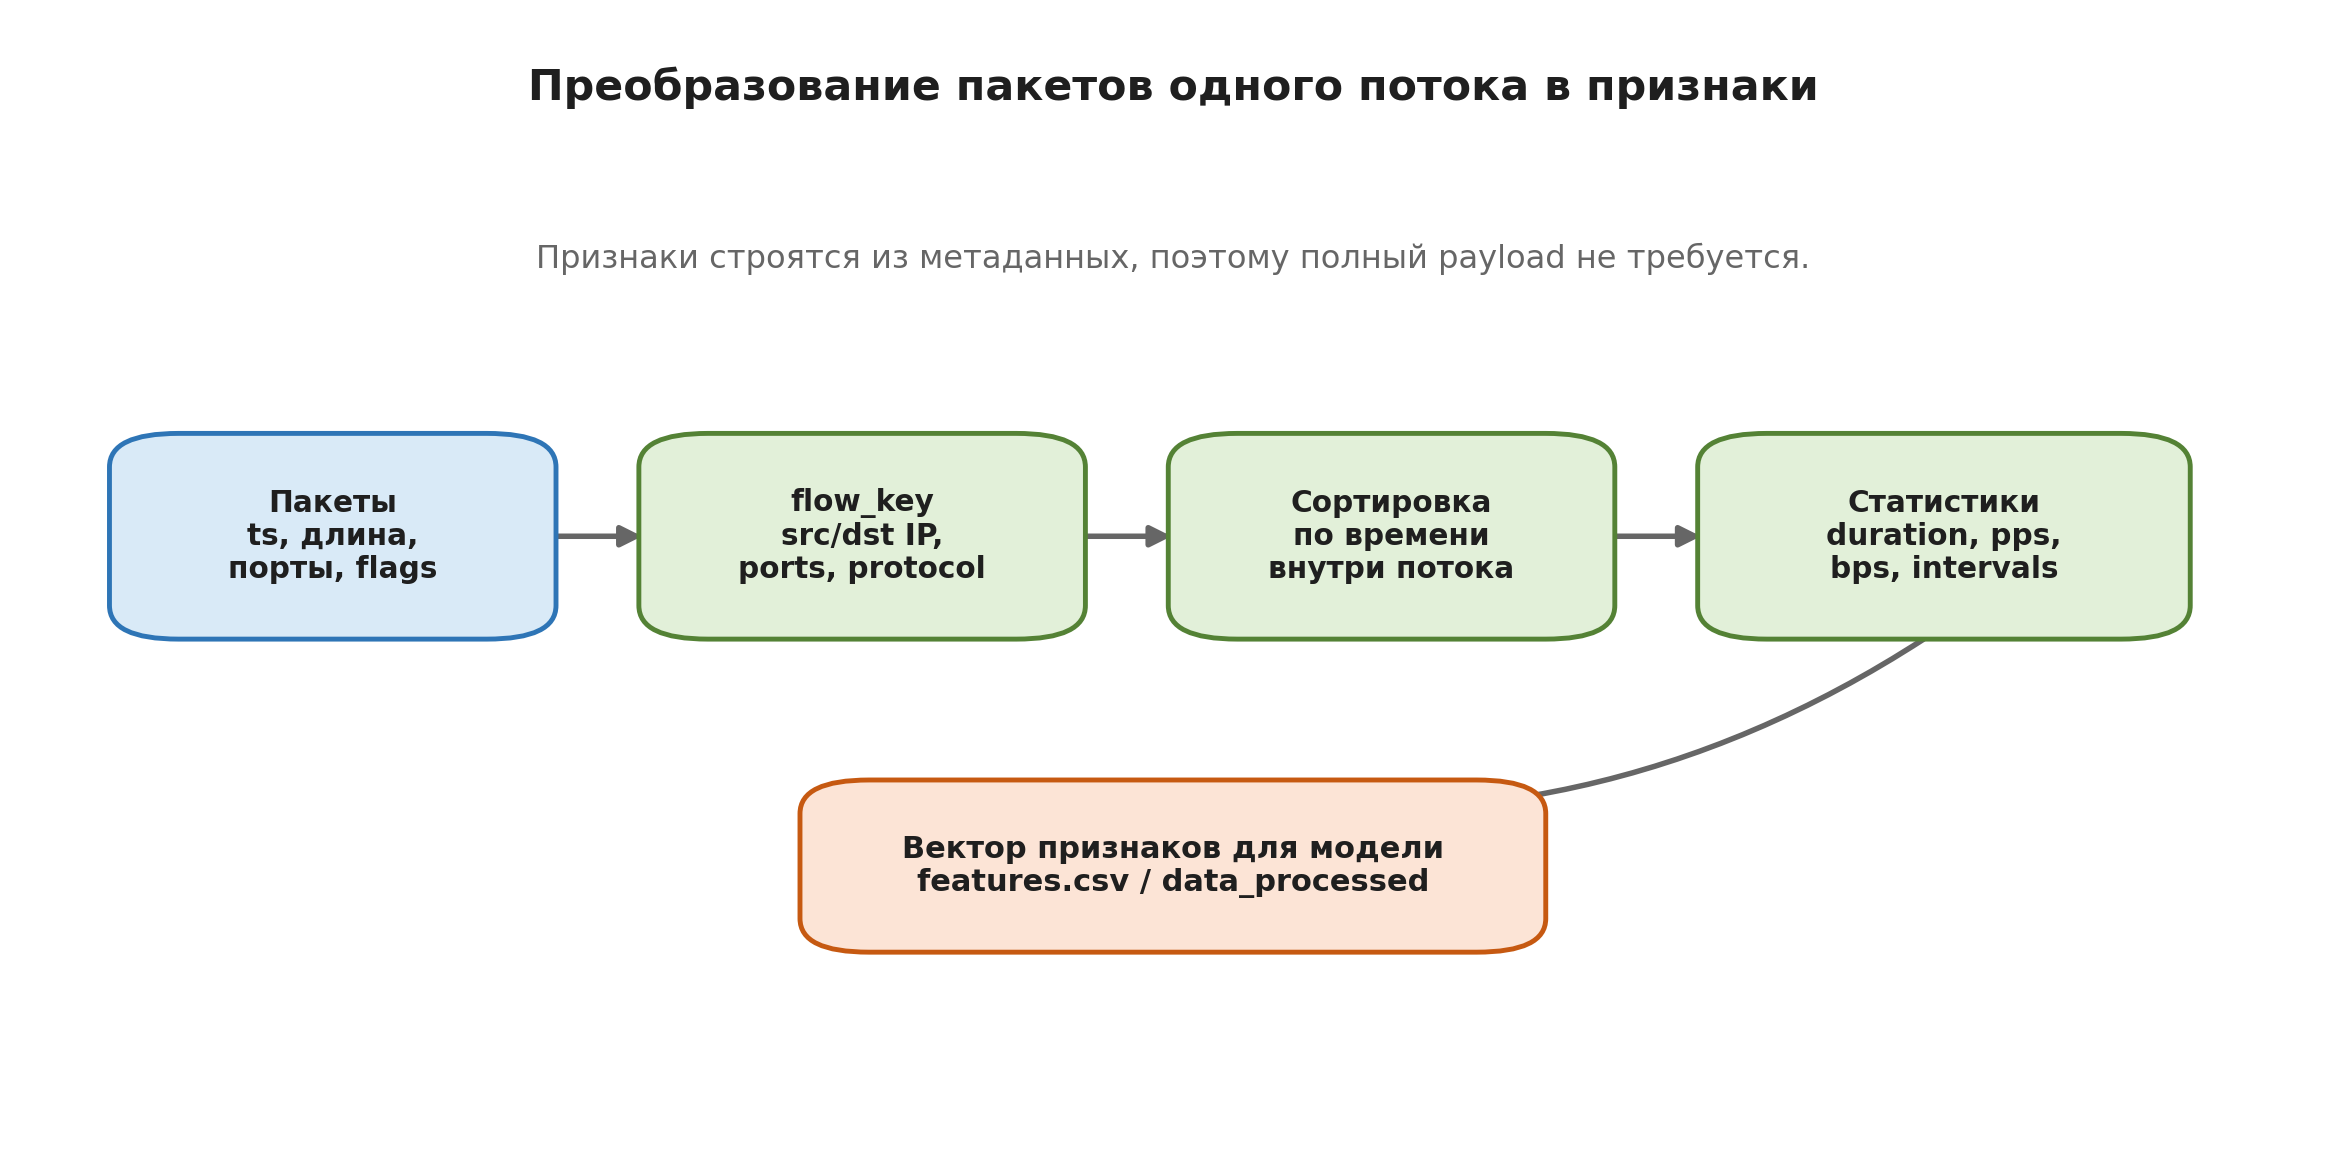 Преобразование пакетов одного потока в признаки
Признаки строятся из метаданных, поэтому полный payload не требуется.
Пакеты
ts, длина,
порты, flags
flow_key
src/dst IP,
ports, protocol
Сортировка
по времени
внутри потока
Статистики
duration, pps,
bps, intervals
Вектор признаков для модели
features.csv / data_processed